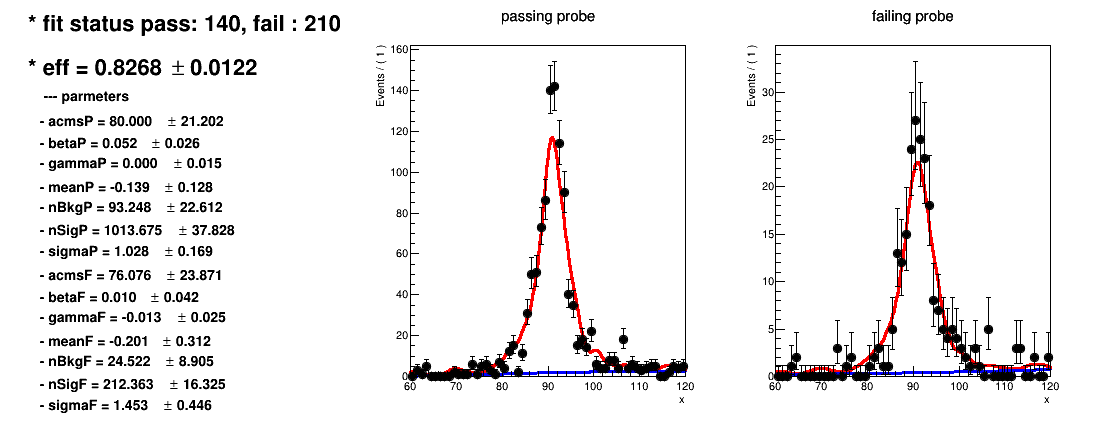 * fit status pass: 140, fail : 210
* eff = 0.8268 ± 0.0122
--- parmeters
- acmsP = 80.000 ± 21.202
- betaP = 0.052 ± 0.026
- gammaP = 0.000 ± 0.015
- meanP = -0.139 ± 0.128
- nBkgP = 93.248 ± 22.612
- nSigP = 1013.675 ± 37.828
- sigmaP = 1.028 ± 0.169
- acmsF = 76.076 ± 23.871
- betaF = 0.010 ± 0.042
- gammaF = -0.013 ± 0.025
- meanF = -0.201 ± 0.312
- nBkgF = 24.522 ± 8.905
- nSigF = 212.363 ± 16.325
- sigmaF = 1.453 ± 0.446
passing probe
Events / ( 1 )
160
140
120
100
80
60
40
20
0
60 70 80 90 100 110 120
x
failing probe
Events / ( 1 )
30
25
20
15
10
5
0
60 70 80 90 100 110 120
x